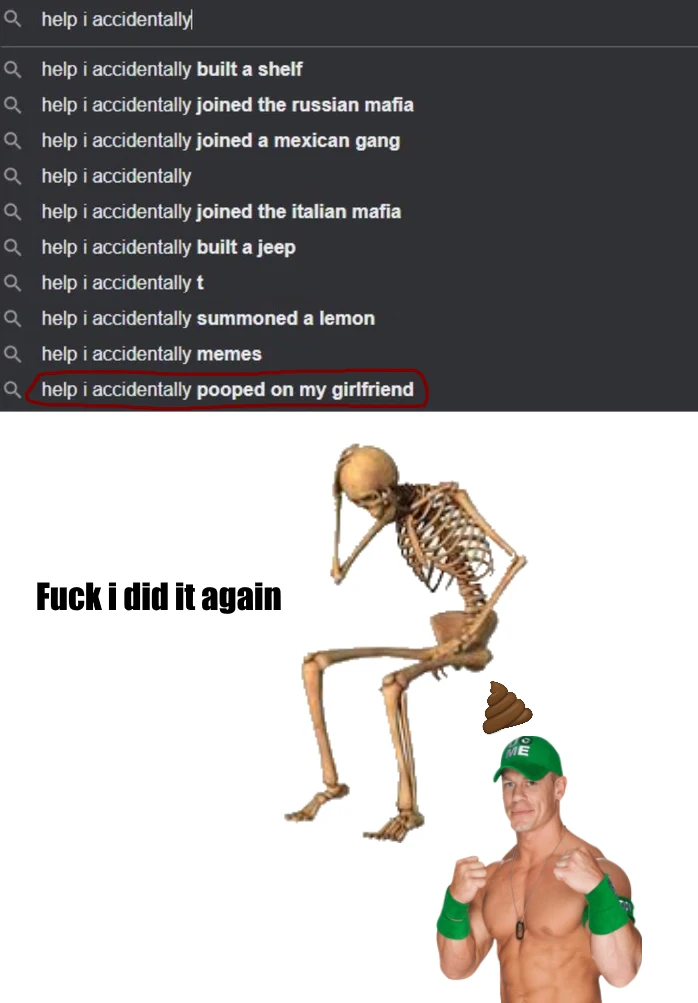 help i accidentally
help i accidentally built a shelf
help i accidentally joined the russian mafia
help i accidentally joined a mexican gang
help i accidentally
help i accidentally joined the italian mafia
help i accidentally built a jeep
help i accidentally t
help i accidentally summoned a lemon
help i accidentally memes
help i accidentally pooped on my girlfriend
Fuck i did it again
ME